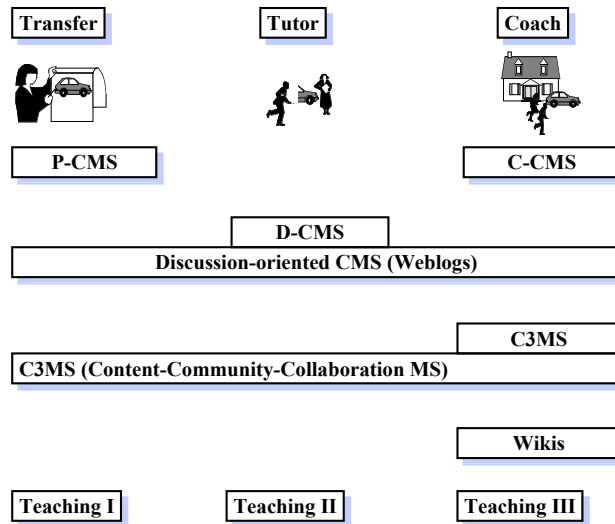 Transfer
Tutor
Coach
P-CMS
C-CMS
D-CMS
Discussion-oriented CMS (Weblogs)
C3MS
C3MS (Content-Community-Collaboration MS)
Wikis
Teaching I
Teaching II
Teaching III